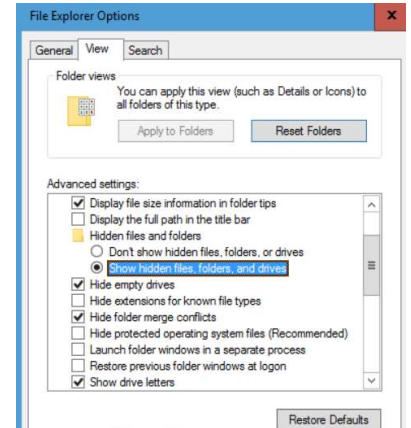 File Explorer Options
x
General View Search
Folder views
You can apply this view (such as Details or Icons) to
all folders of this type.
Apply to Folders Reset Folders
Advanced settings:
Display file size information in folder tips
Display the full path in the title bar
Hidden files and folders
Don't show hidden files, folders, or drives
Show hidden files, folders, and drives
Hide empty drives
Hide extensions for known file types
Hide folder merge conflicts
Hide protected operating system files (Recommended)
Launch folder windows in a separate process
Restore previous folder windows at logon
Show drive letters
Restore Defaults